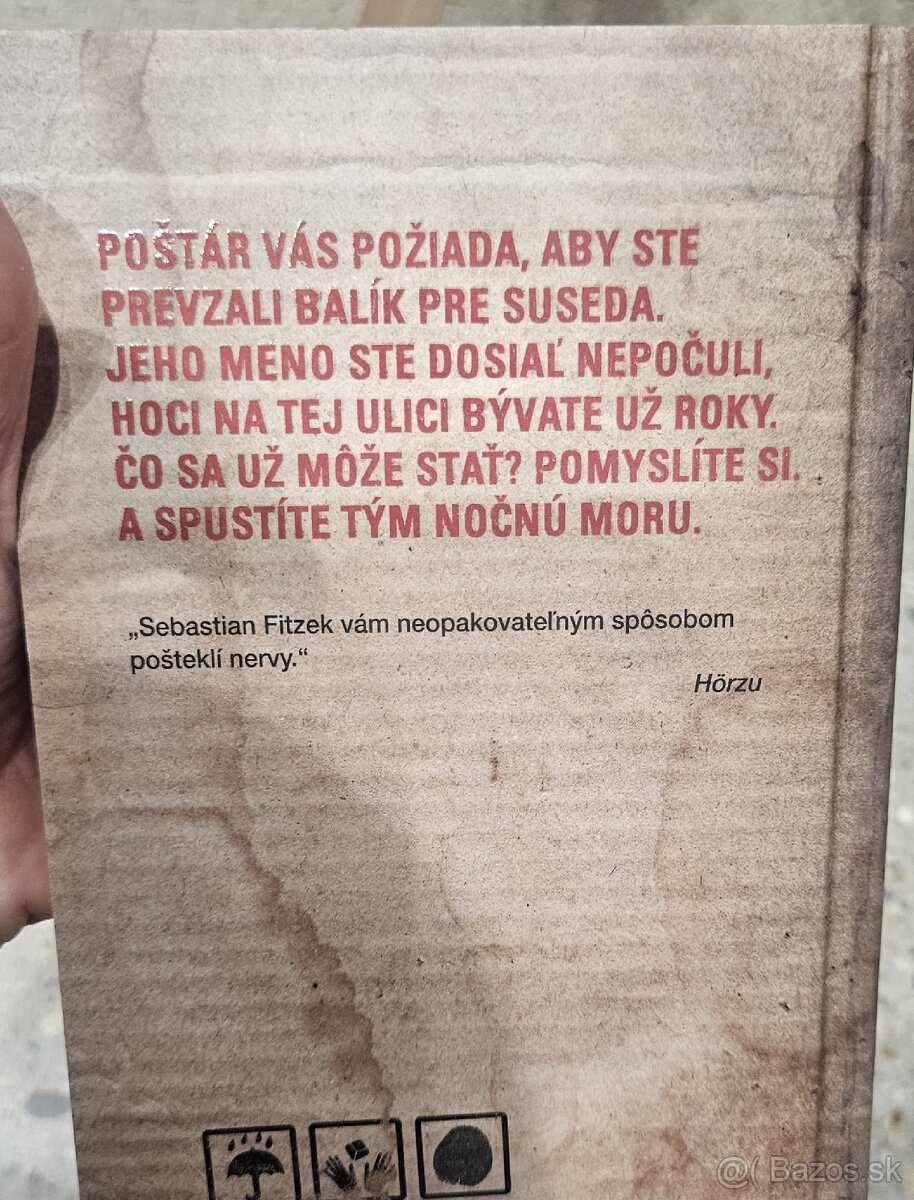 POŠTÁR VÁS POŽIADA, ABY STE
PREVZALI BALÍK PRE SUSEDA.
JEHO MENO STE DOSIAĽ NEPOČULI,
HOCI NA TEJ ULICI BÝVATE UŽ ROKY.
ČO SA UŽ MÔŽE STAŤ? POMYSLÍTE SI.
A SPUSTÍTE TÝM NOČNÚ MORU.
„Sebastian Fitzek vám neopakovateľným spôsobom
pošteklí nervy.“
Hörzu
@( Bazos.sk